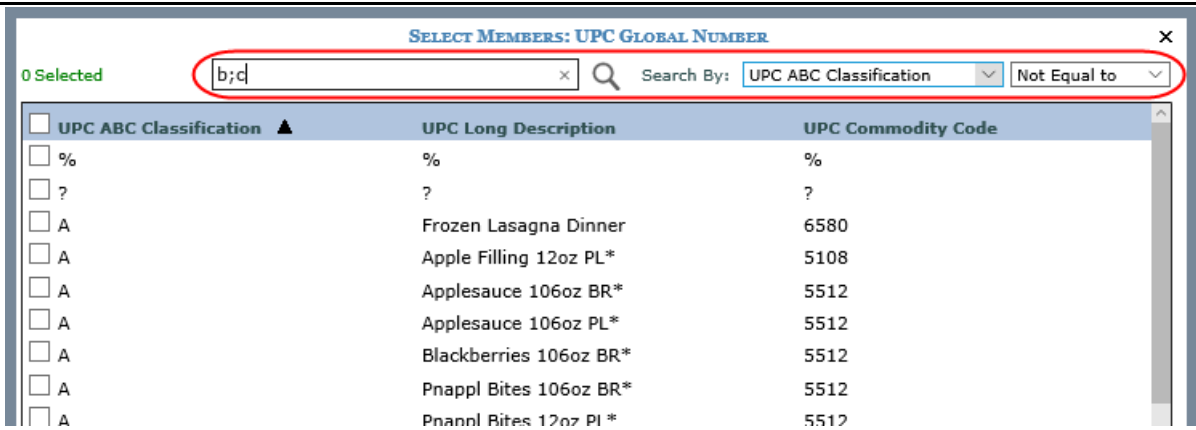 SELECT MEMBERS: UPC GLOBAL NUMBER ×
0 Selected b;c × Search By: UPC ABC Classification Not Equal to
UPC ABC Classification ▲ UPC Long Description UPC Commodity Code
% % %
? ? ?
A Frozen Lasagna Dinner 6580
A Apple Filling 12oz PL* 5108
A Applesauce 106oz BR* 5512
A Applesauce 106oz PL* 5512
A Blackberries 106oz BR* 5512
A Pnappl Bites 106oz BR* 5512
A Pnappl Bites 12oz PL* 5512